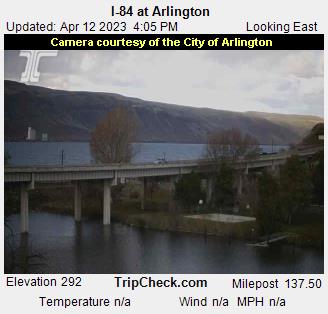 I-84 at Arlington
Updated: Apr 12 2023 4:05 PM Looking East
Camera courtesy of the City of Arlington
Elevation 292 TripCheck.com Milepost 137.50
Temperature n/a Wind n/a MPH n/a